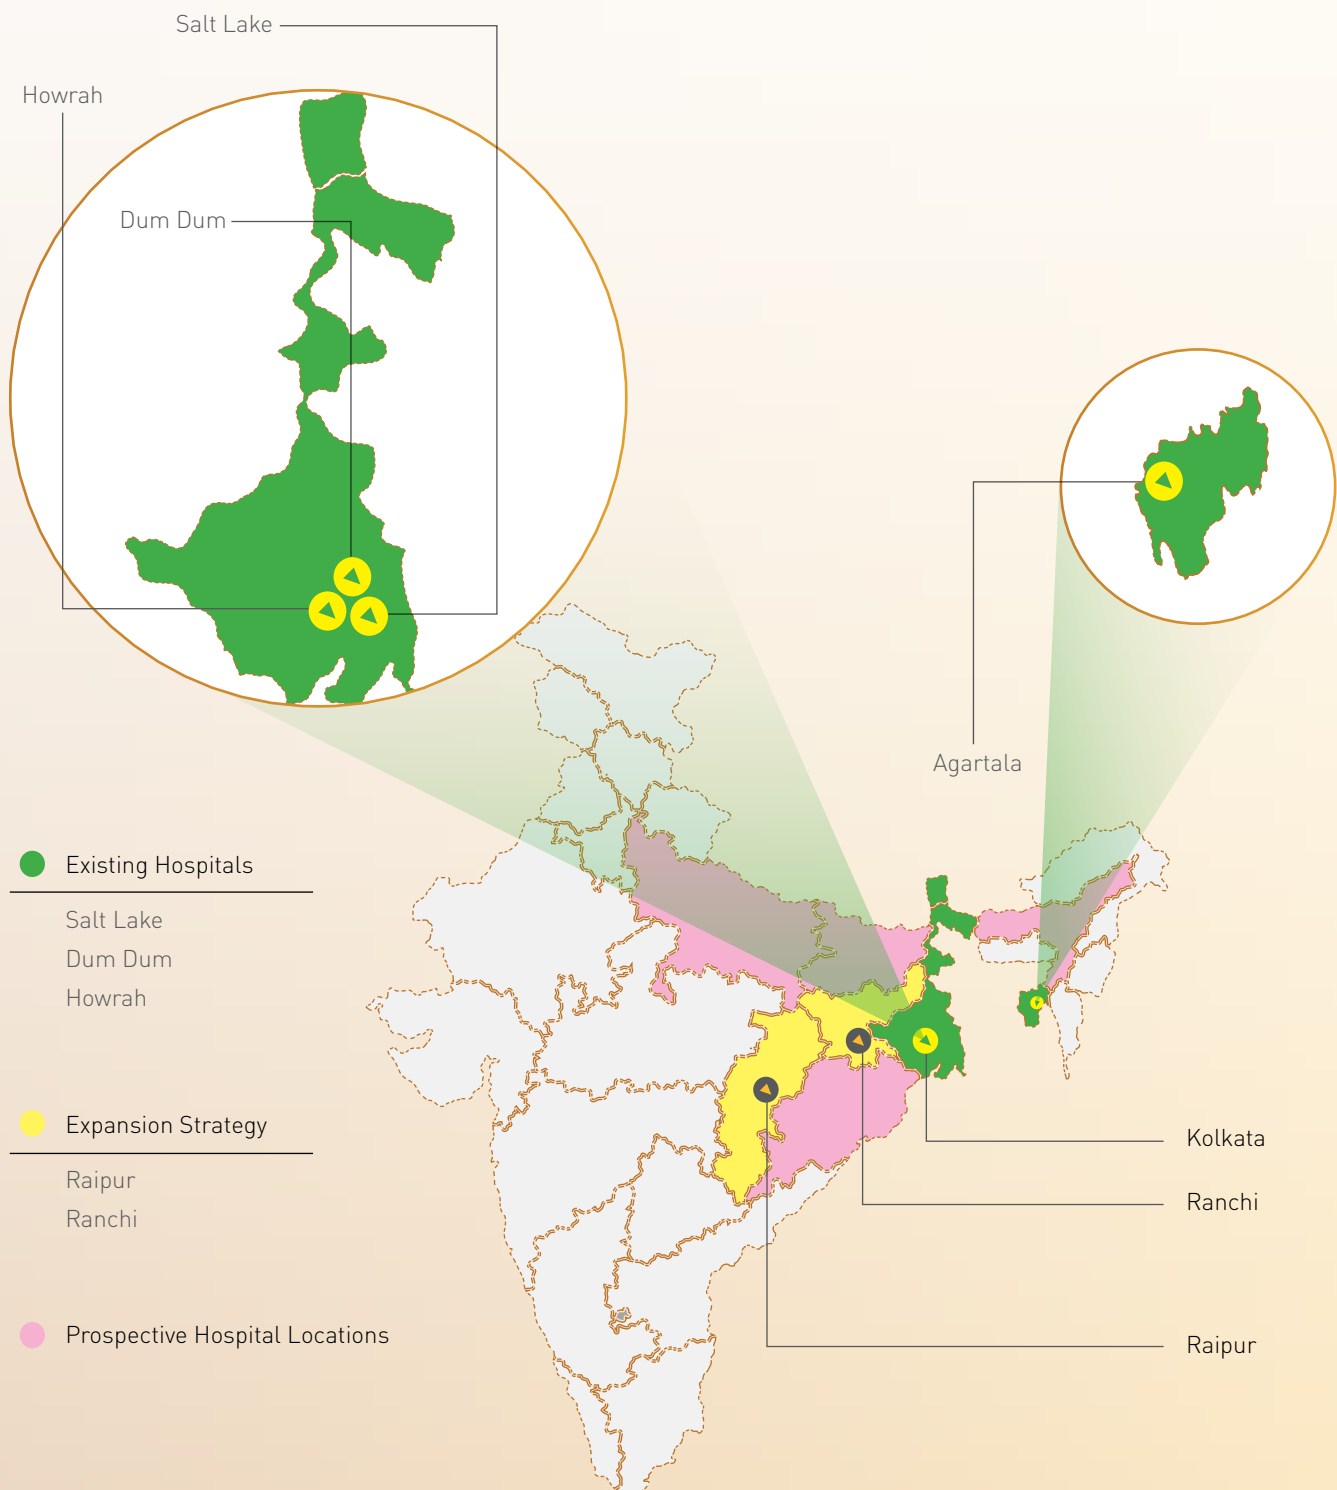 Salt Lake
Howrah
Dum Dum
Agartala
Existing Hospitals
Salt Lake
Dum Dum
Howrah
Expansion Strategy
Raipur
Ranchi
Prospective Hospital Locations
Kolkata
Ranchi
Raipur